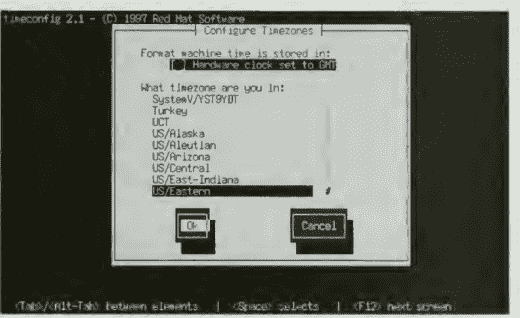 timeconfig 2.1 - (C) 1997 Red Hat Software
Configure Timezones
Format machine time is stored in:
[ ] Hardware clock set to GMT
What timezone are you in:
SystemV/YST9YDT
Turkey
UCT
US/Alaska
US/Aleutian
US/Arizona
US/Central
US/East-Indiana
US/Eastern #
Ok Cancel
<Tab>/<Alt-Tab> between elements | <Space> selects | <F12> next screen